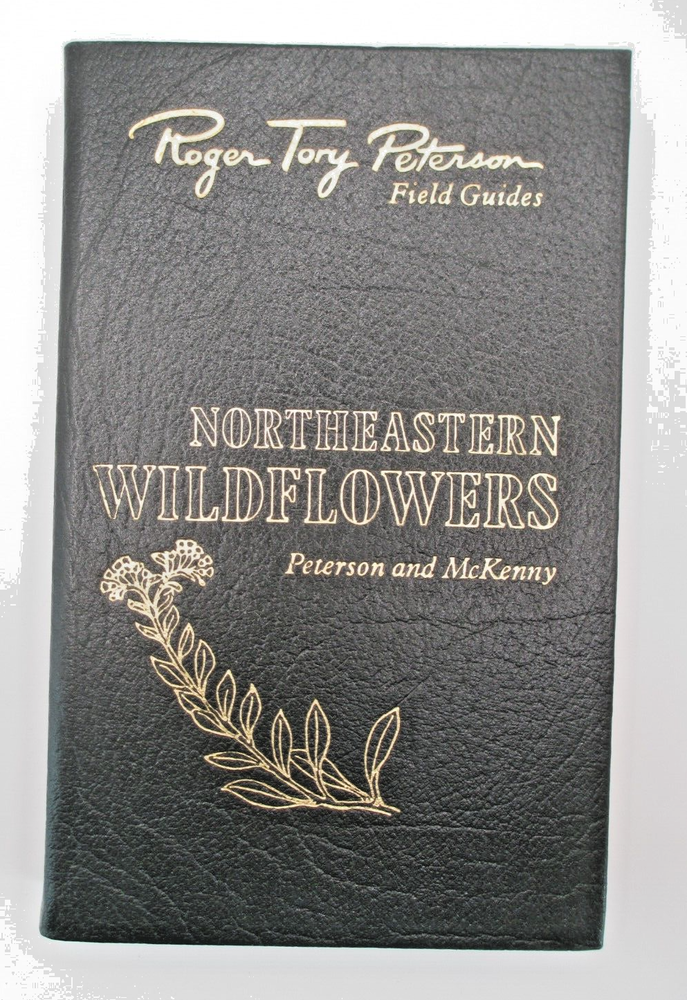 Roger Tory Peterson
Field Guides
NORTHEASTERN
WILDFLOWERS
Peterson and McKenny